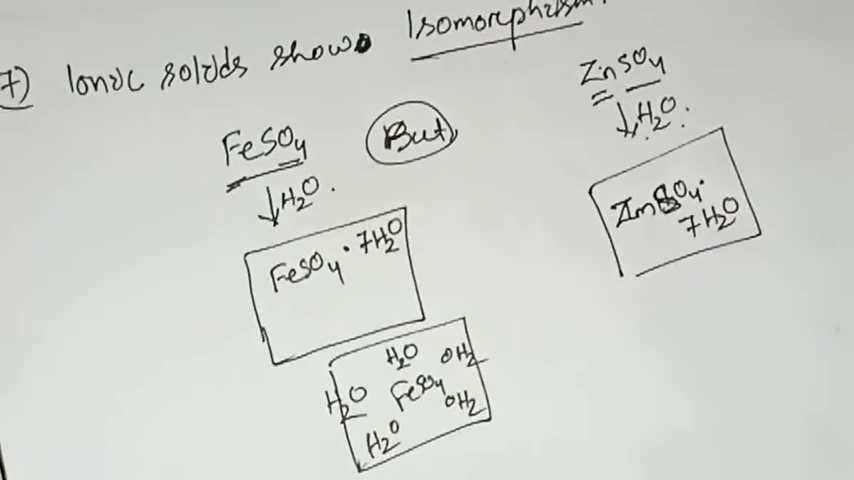 7) Ionic solids shows Isomorphism.
FeSO4 But ZnSO4
↓H2O. ↓H2O.
FeSO4 · 7H2O
ZnSO4·
7H2O
H2O OH2
H2O FeSO4 OH2
H2O